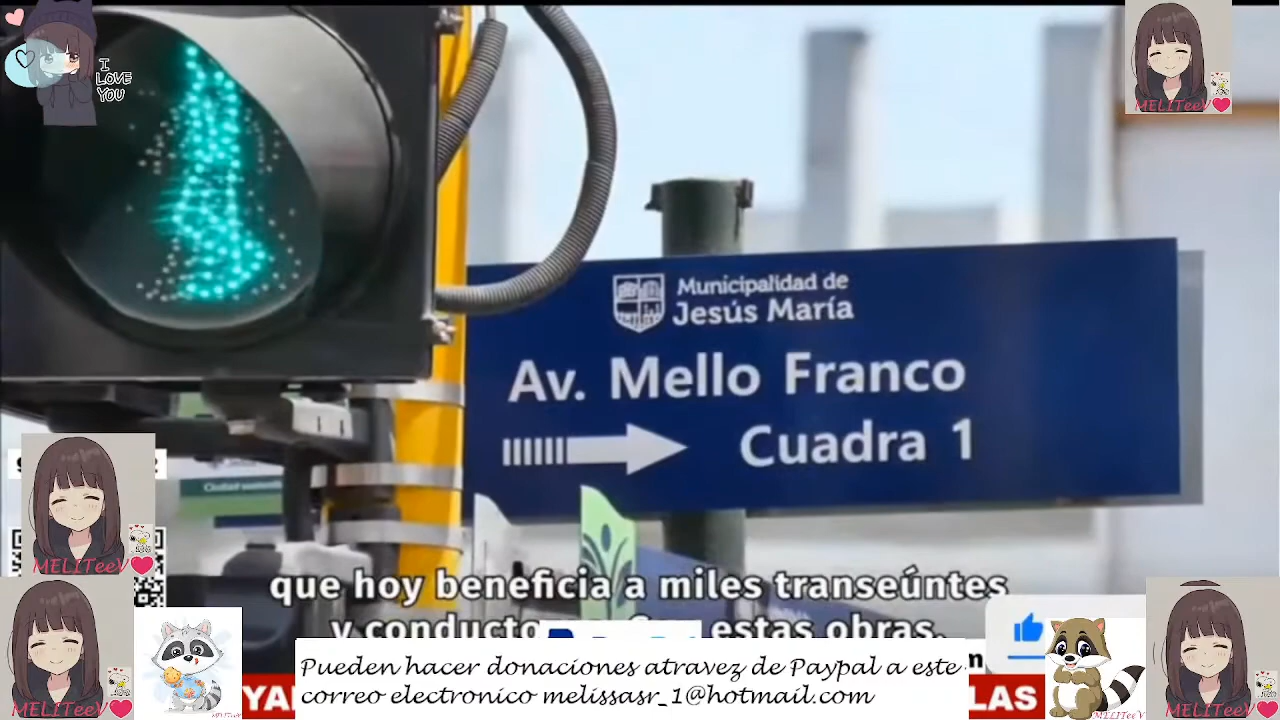 I
LOVE
YOU
MELITeeV
Municipalidad de
Jesús María
Av. Mello Franco
Cuadra 1
MELITeeV
que hoy beneficia a miles transeúntes
y estas obras.
Pueden hacer donaciones atravez de Paypal a este
correo electronico melissasr_1@hotmail.com
MELITeeV
MELITeeV